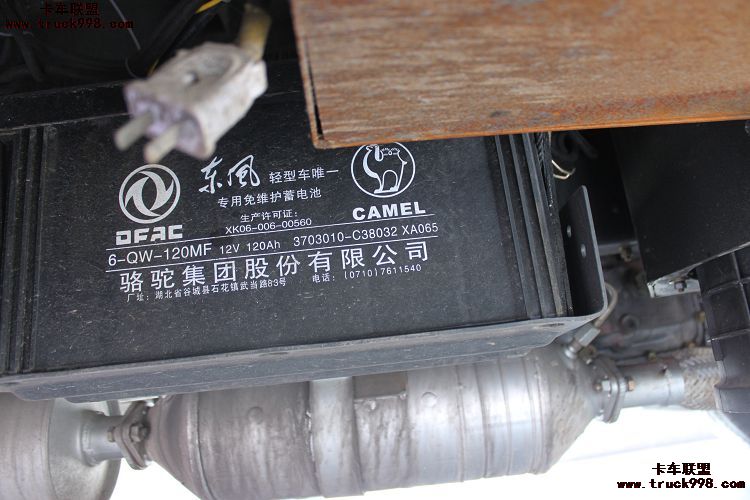 卡车联盟
www.truck998.com
东风 轻型车唯一
专用免维护蓄电池
生产许可证:
XK06-006-00560
DFAC
CAMEL
6-QW-120MF 12V 120Ah 3703010-C38032 XA065
骆驼集团股份有限公司
厂址: 湖北省谷城县石花镇武当路83号 电话: (0710)7611540
卡车联盟
www.truck998.com